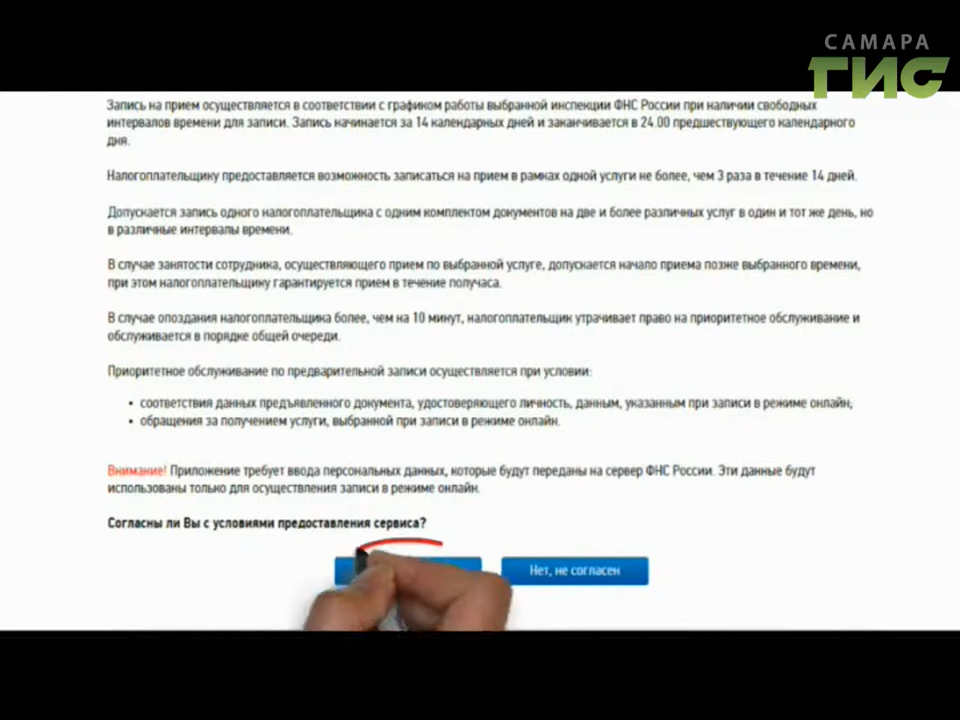 САМАРА
ГИС
Запись на прием осуществляется в соответствии с графиком работы выбранной инспекции ФНС России при наличии свободных
интервалов времени для записи. Запись начинается за 14 календарных дней и заканчивается в 24.00 предшествующего календарного
дня.
Налогоплательщику предоставляется возможность записаться на прием в рамках одной услуги не более, чем 3 раза в течение 14 дней.
Допускается запись одного налогоплательщика с одним комплектом документов на две и более различных услуг в один и тот же день, но
в различные интервалы времени.
В случае занятости сотрудника, осуществляющего прием по выбранной услуге, допускается начало приема позже выбранного времени,
при этом налогоплательщику гарантируется прием в течение получаса.
В случае опоздания налогоплательщика более, чем на 10 минут, налогоплательщик утрачивает право на приоритетное обслуживание и
обслуживается в порядке общей очереди.
Приоритетное обслуживание по предварительной записи осуществляется при условии:
• соответствия данных предъявленного документа, удостоверяющего личность, данным, указанным при записи в режиме онлайн;
• обращения за получением услуги, выбранной при записи в режиме онлайн.
Внимание! Приложение требует ввода персональных данных, которые будут переданы на сервер ФНС России. Эти данные будут
использованы только для осуществления записи в режиме онлайн.
Согласны ли Вы с условиями предоставления сервиса?
Нет, не согласен